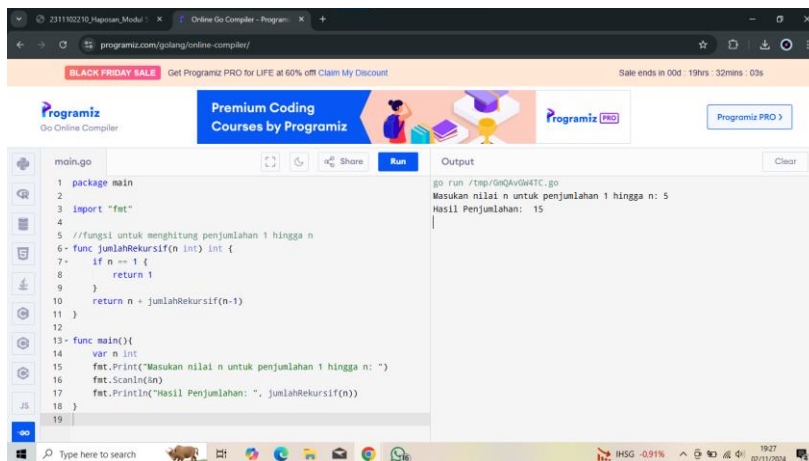 2311102210_Haposan_Modul
Online Go Compiler - Program
programiz.com/golang/online-compiler/
BLACK FRIDAY SALE Get Programiz PRO for LIFE at 60% off! Claim My Discount
Sale ends in 00d : 19hrs : 32mins : 03s
Programiz
Go Online Compiler
Premium Coding
Courses by Programiz
Programiz PRO
Programiz PRO >
main.go
Share
Run
Output
Clear
1 package main
2
3 import "fmt"
4
5 //fungsi untuk menghitung penjumlahan 1 hingga n
6 func jumlahRekursif(n int) int {
7 if n == 1 {
8 return 1
9 }
10 return n + jumlahRekursif(n-1)
11 }
12
13 func main(){
14 var n int
15 fmt.Print("Masukan nilai n untuk penjumlahan 1 hingga n: ")
16 fmt.Scanln(&n)
17 fmt.Println("Hasil Penjumlahan: ", jumlahRekursif(n))
18 }
19
go run /tmp/GmQAvGW4TC.go
Masukan nilai n untuk penjumlahan 1 hingga n: 5
Hasil Penjumlahan:  15
JS
Type here to search
IHSG -0,91%
19:27
02/11/2024